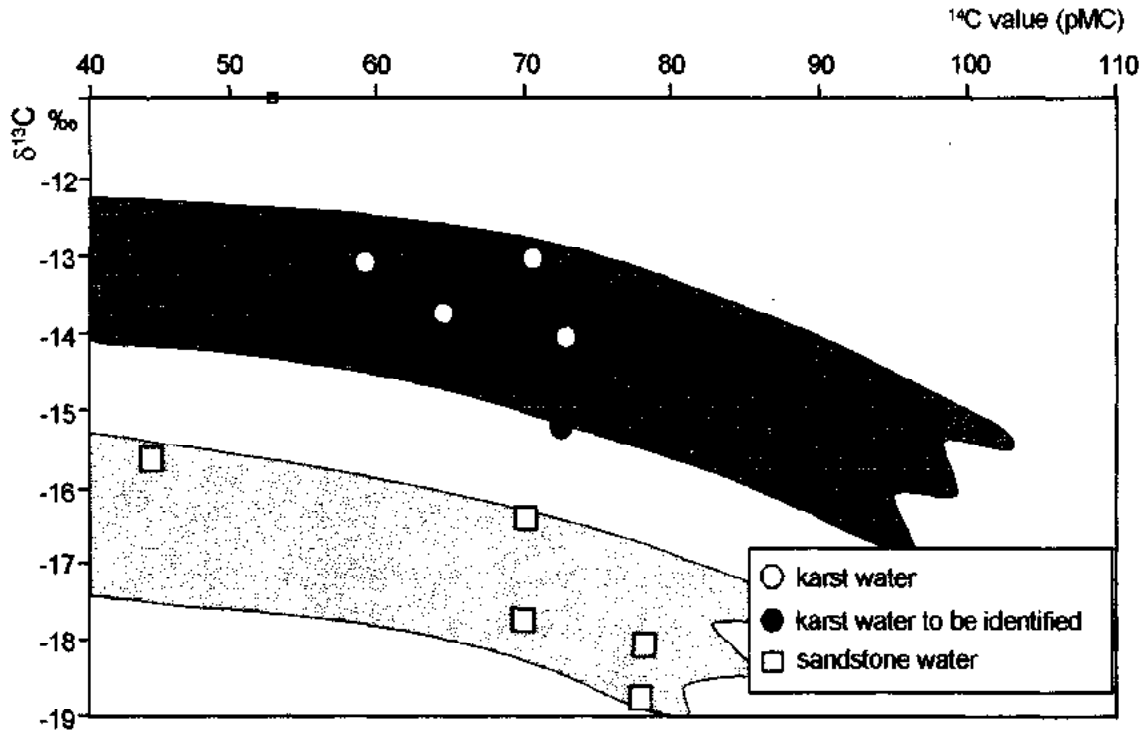 ¹⁴C value (pMC)
40 50 60 70 80 90 100 110
δ¹³C ‰
-12
-13
-14
-15
-16
-17
-18
-19
karst water
karst water to be identified
sandstone water